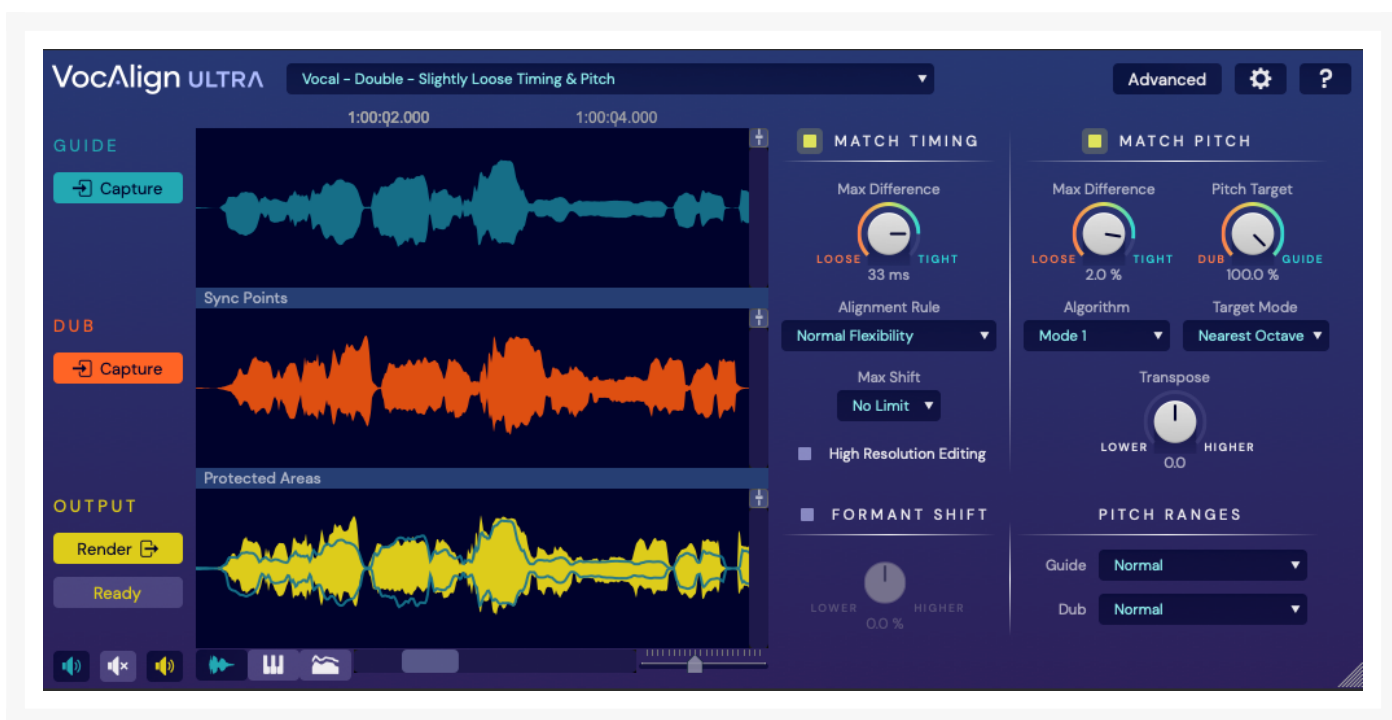 VocAlign ULTRA
Vocal - Double - Slightly Loose Timing & Pitch
Advanced
?
1:00:02.000 1:00:04.000
GUIDE
Capture
Sync Points
DUB
Capture
Protected Areas
OUTPUT
Render
Ready
MATCH TIMING
Max Difference
LOOSE TIGHT
33 ms
Alignment Rule
Normal Flexibility
Max Shift
No Limit
High Resolution Editing
FORMANT SHIFT
LOWER HIGHER
0.0 %
MATCH PITCH
Max Difference Pitch Target
LOOSE TIGHT DUB GUIDE
2.0 % 100.0 %
Algorithm Target Mode
Mode 1 Nearest Octave
Transpose
LOWER HIGHER
0.0
PITCH RANGES
Guide Normal
Dub Normal